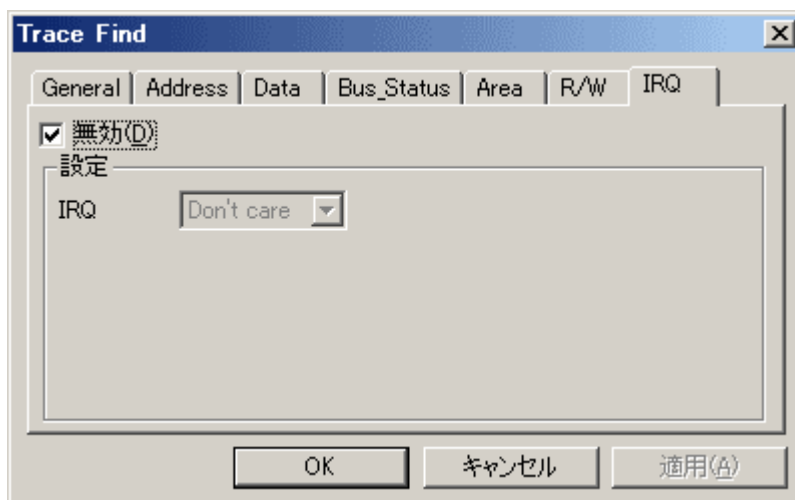 Trace Find
General Address Data Bus_Status Area R/W IRQ
無効(D)
設定
IRQ Don't care
OK キャンセル 適用(A)